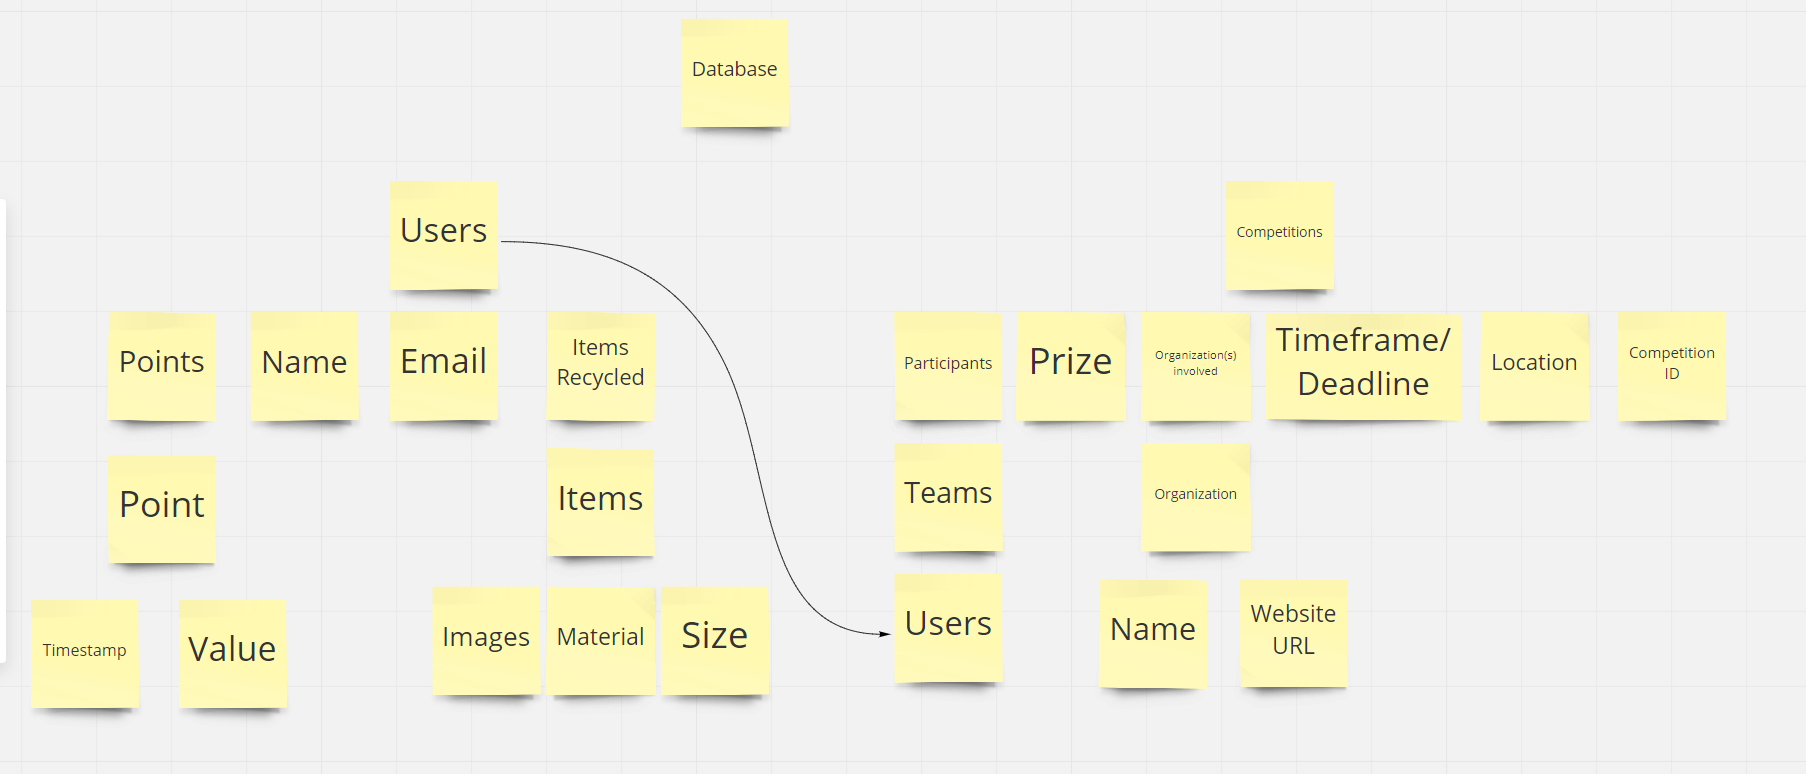 Database
Users
Competitions
Points
Name
Email
Items
Recycled
Participants
Prize
Organization(s)
involved
Timeframe/
Deadline
Location
Competition
ID
Point
Items
Teams
Organization
Timestamp
Value
Images
Material
Size
Users
Name
Website
URL